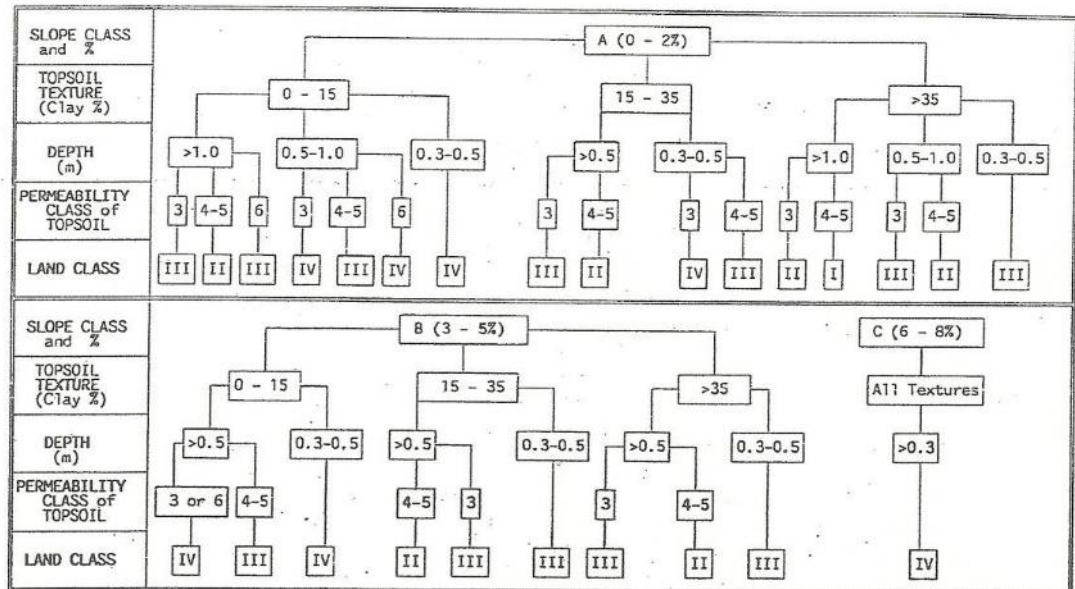 SLOPE CLASS
and %
A (0 - 2%)
TOPSOIL
TEXTURE
(Clay %)
0 - 15
15 - 35
>35
DEPTH
(m)
>1.0
0.5-1.0
0.3-0.5
>0.5
0.3-0.5
>1.0
0.5-1.0
0.3-0.5
PERMEABILITY
CLASS of
TOPSOIL
3
4-5
6
3
4-5
6
3
4-5
3
4-5
3
4-5
3
4-5
LAND CLASS
III
II
III
IV
III
IV
IV
III
II
IV
III
II
I
III
II
III
SLOPE CLASS
and %
B (3 - 5%)
C (6 - 8%)
TOPSOIL
TEXTURE
(Clay %)
0 - 15
15 - 35
>35
All Textures
DEPTH
(m)
>0.5
0.3-0.5
>0.5
0.3-0.5
>0.5
0.3-0.5
>0.3
PERMEABILITY
CLASS of
TOPSOIL
3 or 6
4-5
4-5
3
3
4-5
LAND CLASS
IV
III
IV
II
III
III
III
II
III
IV